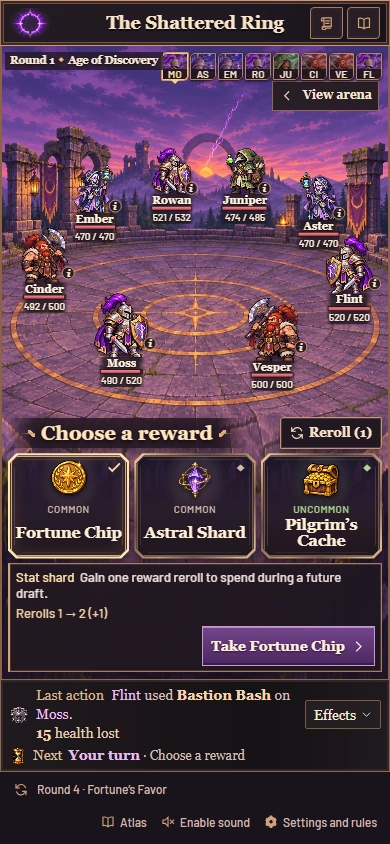 The Shattered Ring
Round 1 • Age of Discovery
MO AS EM RO JU CI VE FL
View arena
Rowan
521 / 532
Juniper
474 / 485
Ember
470 / 470
Aster
470 / 470
Cinder
492 / 500
Flint
520 / 520
Moss
490 / 520
Vesper
500 / 500
Choose a reward
Reroll (1)
COMMON
Fortune Chip
COMMON
Astral Shard
UNCOMMON
Pilgrim's
Cache
Stat shard Gain one reward reroll to spend during a future
draft.
Rerolls 1 → 2 (+1)
Take Fortune Chip
Last action Flint used Bastion Bash on
Moss.
15 health lost
Effects
Next Your turn · Choose a reward
Round 4 · Fortune's Favor
Atlas
Enable sound
Settings and rules